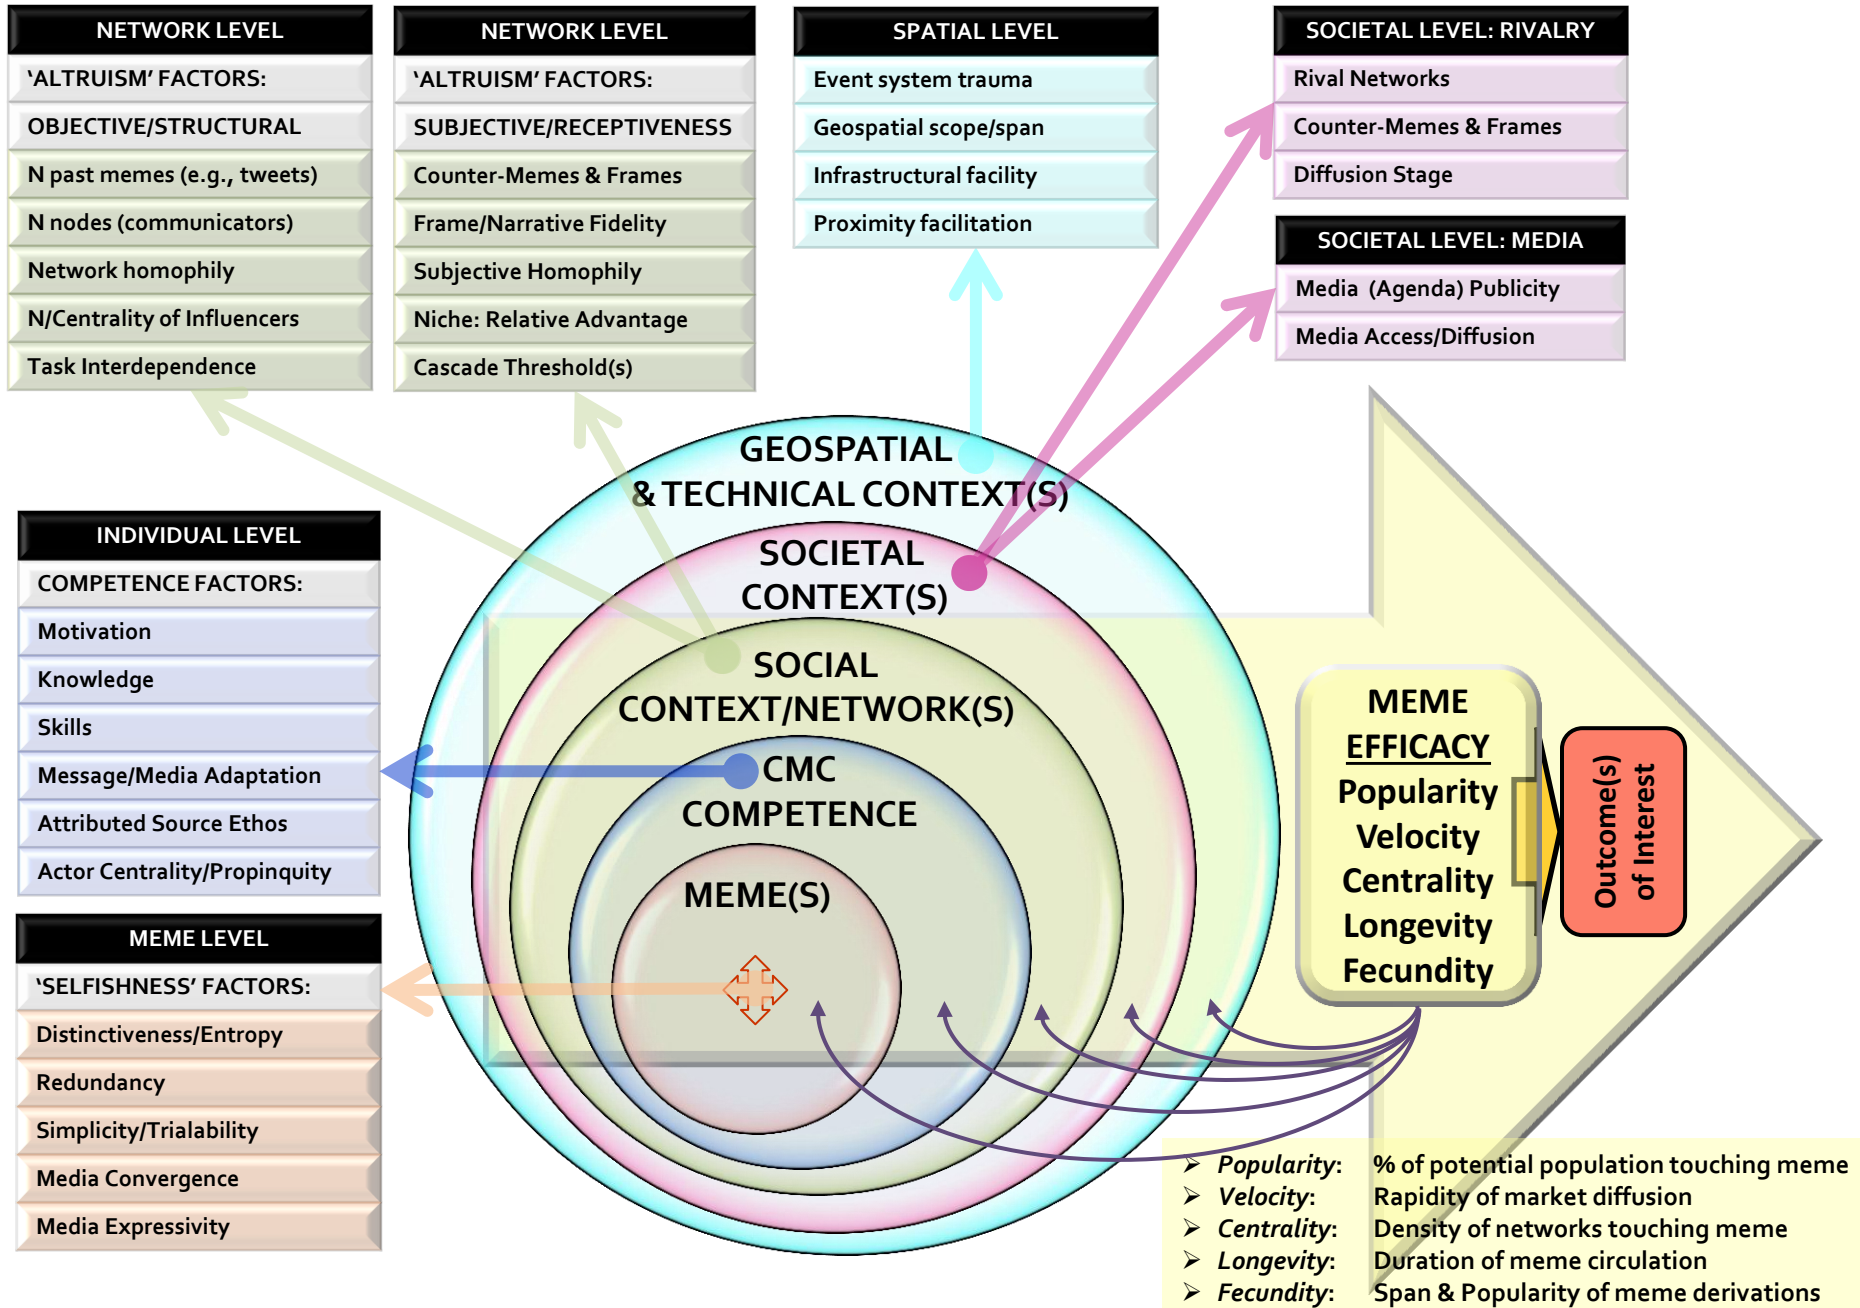 NETWORK LEVEL
‘ALTRUISM’ FACTORS:
OBJECTIVE/STRUCTURAL
N past memes (e.g., tweets)
N nodes (communicators)
Network homophily
N/Centrality of Influencers
Task Interdependence
NETWORK LEVEL
‘ALTRUISM’ FACTORS:
SUBJECTIVE/RECEPTIVENESS
Counter-Memes & Frames
Frame/Narrative Fidelity
Subjective Homophily
Niche: Relative Advantage
Cascade Threshold(s)
SPATIAL LEVEL
Event system trauma
Geospatial scope/span
Infrastructural facility
Proximity facilitation
SOCIETAL LEVEL: RIVALRY
Rival Networks
Counter-Memes & Frames
Diffusion Stage
SOCIETAL LEVEL: MEDIA
Media (Agenda) Publicity
Media Access/Diffusion
INDIVIDUAL LEVEL
COMPETENCE FACTORS:
Motivation
Knowledge
Skills
Message/Media Adaptation
Attributed Source Ethos
Actor Centrality/Propinquity
MEME LEVEL
‘SELFISHNESS’ FACTORS:
Distinctiveness/Entropy
Redundancy
Simplicity/Trialability
Media Convergence
Media Expressivity
GEOSPATIAL
& TECHNICAL CONTEXT(S)
SOCIETAL
CONTEXT(S)
SOCIAL
CONTEXT/NETWORK(S)
CMC
COMPETENCE
MEME(S)
MEME
EFFICACY
Popularity
Velocity
Centrality
Longevity
Fecundity
Outcome(s)
of Interest
➢ Popularity: % of potential population touching meme
➢ Velocity: Rapidity of market diffusion
➢ Centrality: Density of networks touching meme
➢ Longevity: Duration of meme circulation
➢ Fecundity: Span & Popularity of meme derivations